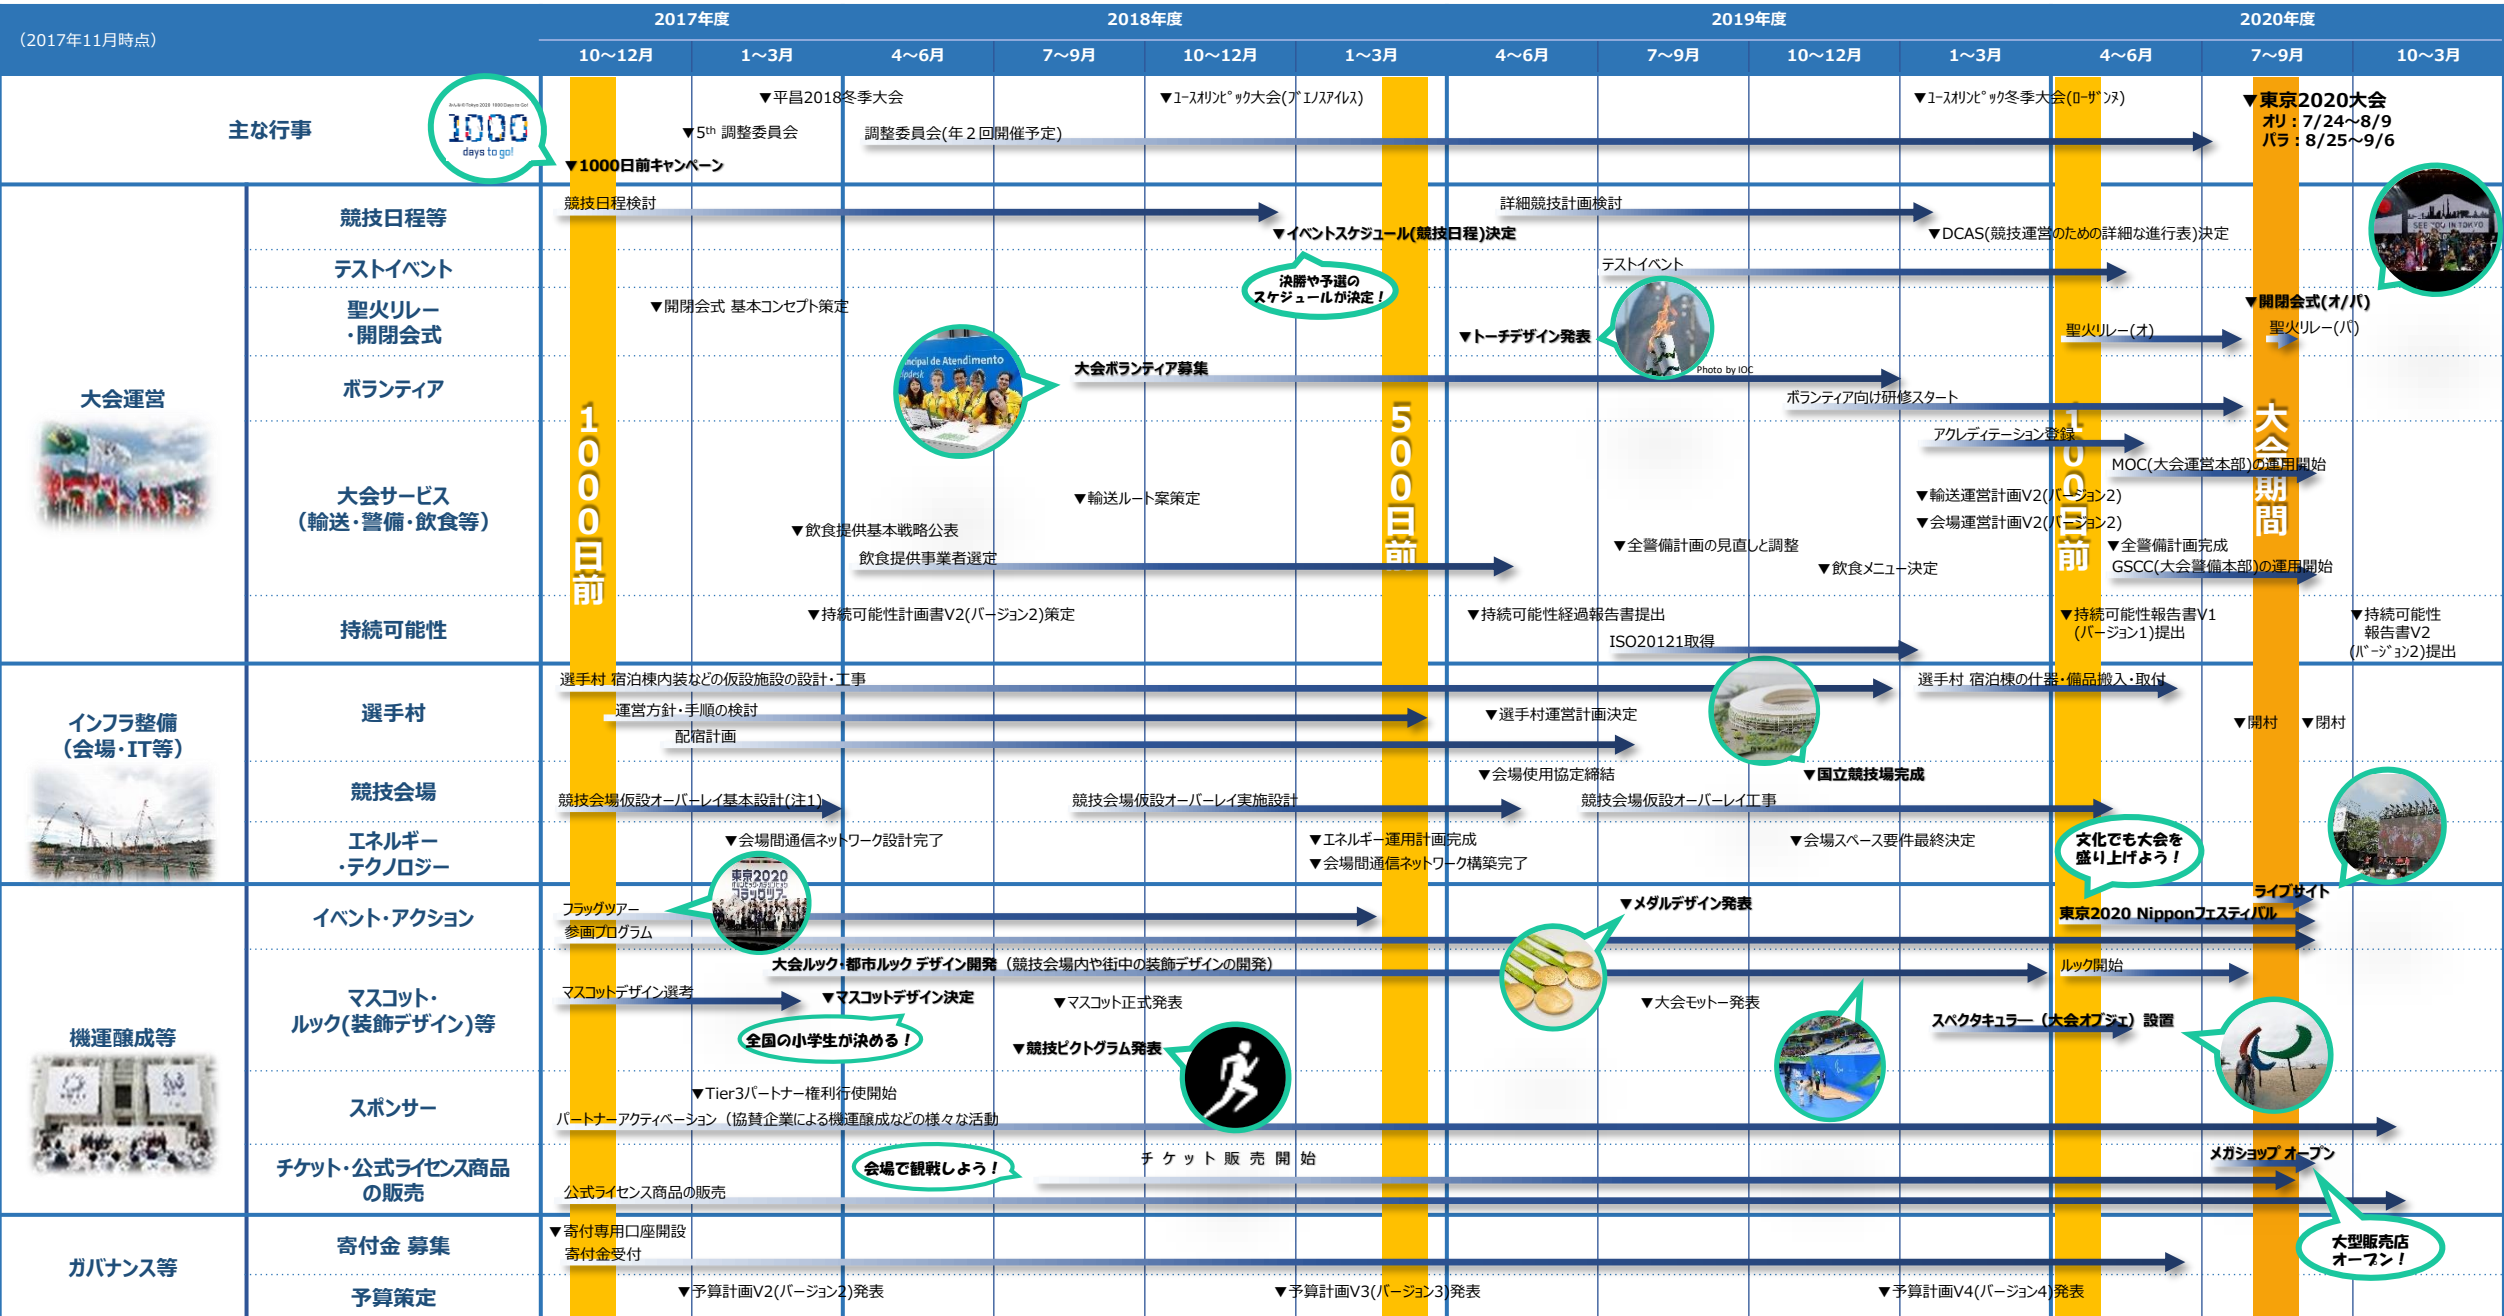 (2017年11月時点)
2017年度
2018年度
2019年度
2020年度
10～12月
1～3月
4～6月
7～9月
10～12月
1～3月
4～6月
7～9月
10～12月
1～3月
4～6月
7～9月
10～3月
主な行事
みんなの Tokyo 2020 1000 Days to Go!
1000
days to go!
▼平昌2018冬季大会
▼ﾕｰｽｵﾘﾝﾋﾟｯｸ大会(ﾌﾞｴﾉｽｱｲﾚｽ)
▼ﾕｰｽｵﾘﾝﾋﾟｯｸ冬季大会(ﾛｰｻﾞﾝﾇ)
▼東京2020大会
オリ：7/24～8/9
パラ：8/25～9/6
▼5th 調整委員会
調整委員会(年２回開催予定)
▼1000日前キャンペーン
1000日前
500日前
100日前
大会期間
大会運営
競技日程等
競技日程検討
▼イベントスケジュール(競技日程)決定
詳細競技計画検討
▼DCAS(競技運営のための詳細な進行表)決定
SEE YOU IN TOKYO
決勝や予選の
スケジュールが決定！
テストイベント
テストイベント
聖火リレー
・開閉会式
▼開閉会式 基本コンセプト策定
▼トーチデザイン発表
Photo by IOC
▼開閉会式(オ/パ)
聖火リレー(オ)
聖火リレー(パ)
ボランティア
ncipal de Atendimento
pdesk
大会ボランティア募集
ボランティア向け研修スタート
大会サービス
（輸送・警備・飲食等）
アクレディテーション登録
MOC(大会運営本部)の運用開始
▼輸送ルート案策定
▼輸送運営計画V2(バージョン2)
▼会場運営計画V2(バージョン2)
▼飲食提供基本戦略公表
飲食提供事業者選定
▼全警備計画の見直しと調整
▼飲食メニュー決定
▼全警備計画完成
GSCC(大会警備本部)の運用開始
持続可能性
▼持続可能性計画書V2(バージョン2)策定
▼持続可能性経過報告書提出
ISO20121取得
▼持続可能性報告書V1
(バージョン1)提出
▼持続可能性
報告書V2
(ﾊﾞｰｼﾞｮﾝ2)提出
インフラ整備
（会場・IT等）
選手村
選手村 宿泊棟内装などの仮設施設の設計・工事
選手村 宿泊棟の什器・備品搬入・取付
運営方針・手順の検討
▼選手村運営計画決定
▼開村
▼閉村
配宿計画
競技会場
▼会場使用協定締結
▼国立競技場完成
競技会場仮設オーバーレイ基本設計(注1)
競技会場仮設オーバーレイ実施設計
競技会場仮設オーバーレイ工事
エネルギー
・テクノロジー
▼会場間通信ネットワーク設計完了
▼エネルギー運用計画完成
▼会場間通信ネットワーク構築完了
▼会場スペース要件最終決定
文化でも大会を
盛り上げよう！
機運醸成等
イベント・アクション
フラッグツアー
東京2020
オリンピック・パラリンピック
フラッグツアー
参画プログラム
▼メダルデザイン発表
ライブサイト
東京2020 Nipponフェスティバル
マスコット・
ルック(装飾デザイン)等
大会ルック・都市ルック デザイン開発（競技会場内や街中の装飾デザインの開発）
ルック開始
マスコットデザイン選考
▼マスコットデザイン決定
▼マスコット正式発表
▼大会モットー発表
全国の小学生が決める！
▼競技ピクトグラム発表
スペクタキュラー（大会オブジェ）設置
スポンサー
▼Tier3パートナー権利行使開始
パートナーアクティベーション（協賛企業による機運醸成などの様々な活動
チケット・公式ライセンス商品
の販売
会場で観戦しよう！
チケット販売開始
メガショップ オープン
公式ライセンス商品の販売
大型販売店
オープン！
ガバナンス等
寄付金 募集
▼寄付専用口座開設
寄付金受付
予算策定
▼予算計画V2(バージョン2)発表
▼予算計画V3(バージョン3)発表
▼予算計画V4(バージョン4)発表